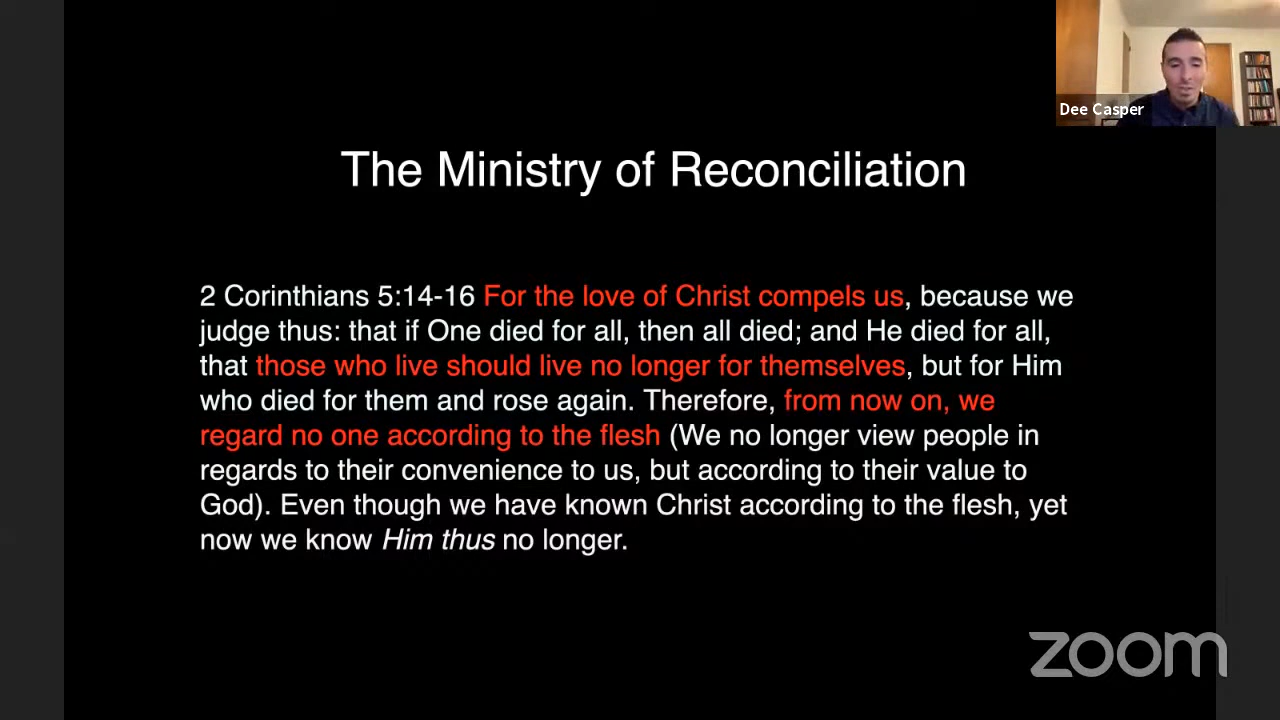 Dee Casper
The Ministry of Reconciliation
2 Corinthians 5:14-16 For the love of Christ compels us, because we
judge thus: that if One died for all, then all died; and He died for all,
that those who live should live no longer for themselves, but for Him
who died for them and rose again. Therefore, from now on, we
regard no one according to the flesh (We no longer view people in
regards to their convenience to us, but according to their value to
God). Even though we have known Christ according to the flesh, yet
now we know Him thus no longer.
zoom